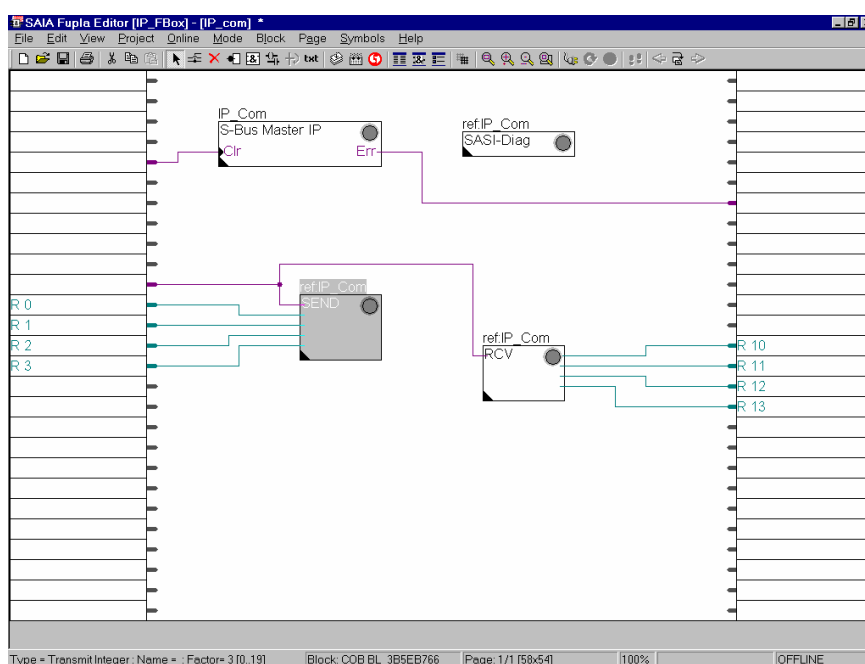 SAIA Fupla Editor [IP_FBox] - [IP_com] *
File Edit View Project Online Mode Block Page Symbols Help
txt
IP_Com
S-Bus Master IP
Clr Err
ref:IP_Com
SASI-Diag
ref:IP_Com
SEND
R 0
R 1
R 2
R 3
ref:IP_Com
RCV
R 10
R 11
R 12
R 13
Type = Transmit Integer ; Name = ; Factor= 3 [0..19] Block: COB BL_3B5EB766 Page: 1/1 [58x54] 100% OFFLINE